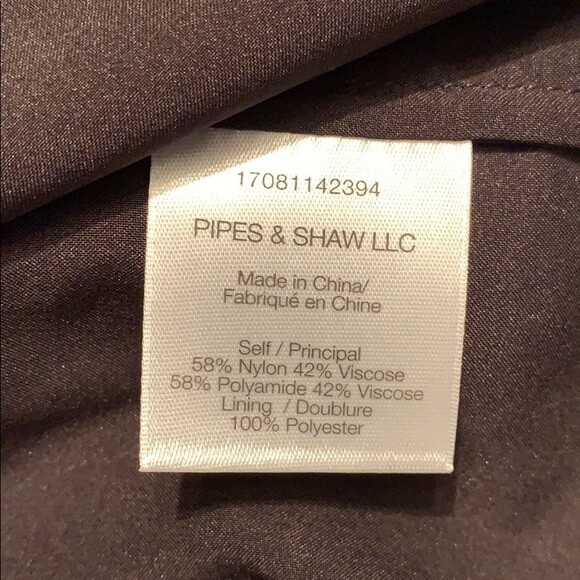 17081142394
PIPES & SHAW LLC
Made in China/
Fabriqué en Chine
Self / Principal
58% Nylon 42% Viscose
58% Polyamide 42% Viscose
Lining / Doublure
100% Polyester